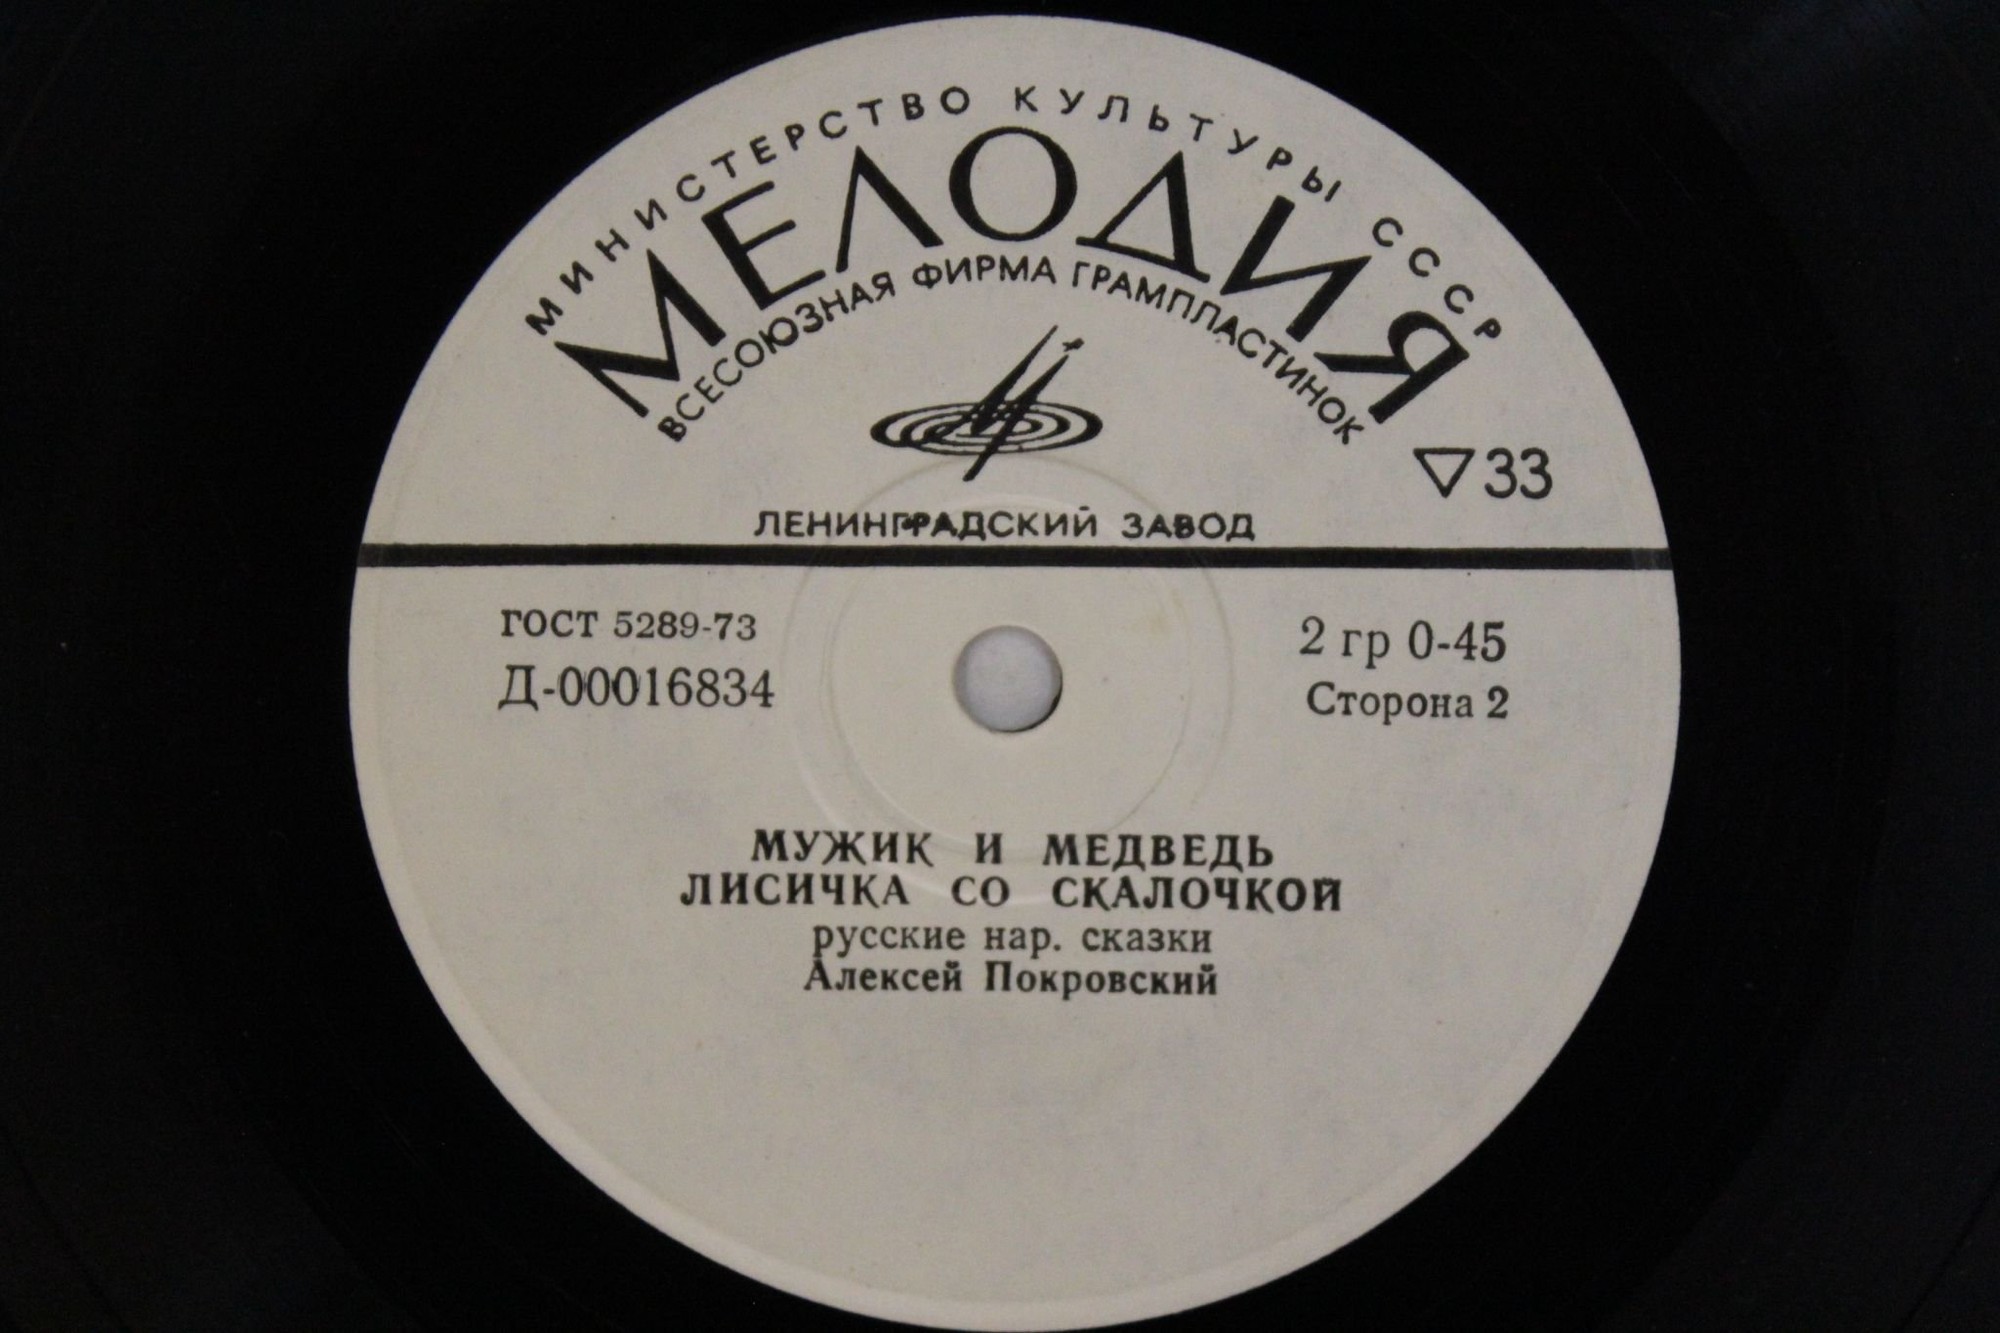 МИНИСТЕРСТВО КУЛЬТУРЫ СССР
МЕЛОДИЯ
ВСЕСОЮЗНАЯ ФИРМА ГРАМПЛАСТИНОК
▽33
ЛЕНИНГРАДСКИЙ ЗАВОД
ГОСТ 5289-73
2 гр 0-45
Д-00016834
Сторона 2
МУЖИК И МЕДВЕДЬ
ЛИСИЧКА СО СКАЛОЧКОЙ
русские нар. сказки
Алексей Покровский